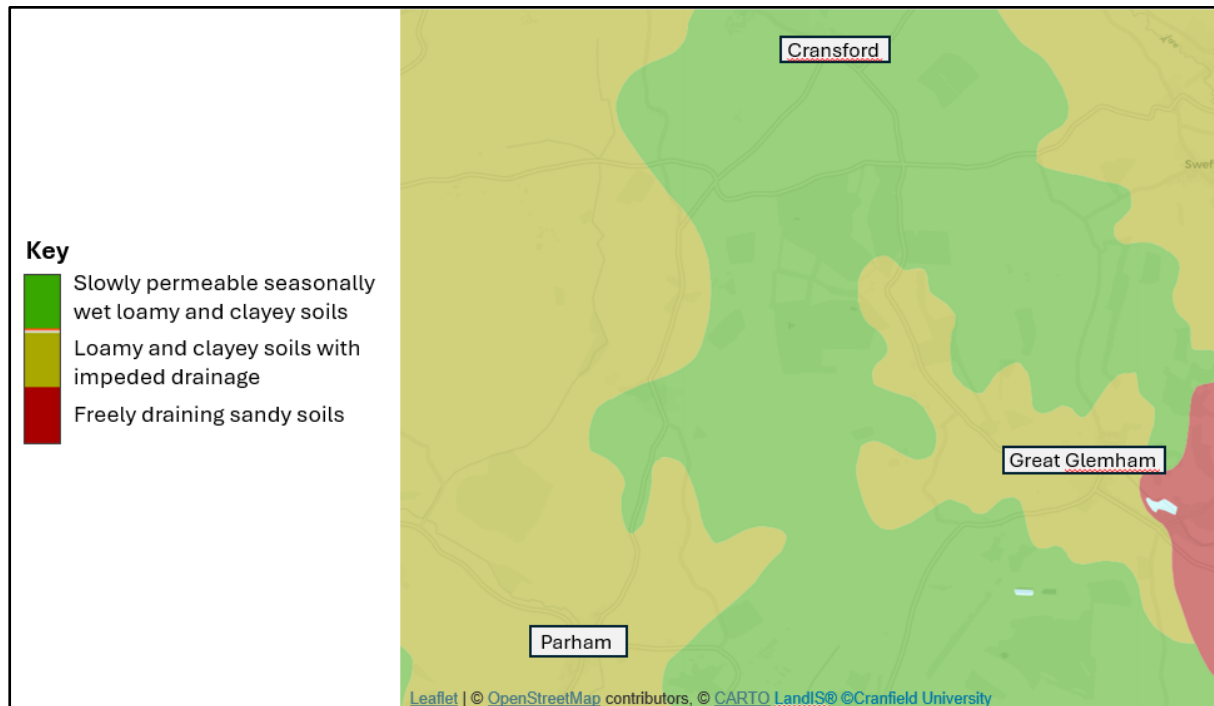 Cransford
Swef
Key
Slowly permeable seasonally
wet loamy and clayey soils
Loamy and clayey soils with
impeded drainage
Freely draining sandy soils
Great Glemham
Parham
Leaflet | © OpenStreetMap contributors, © CARTO LandIS® ©Cranfield University